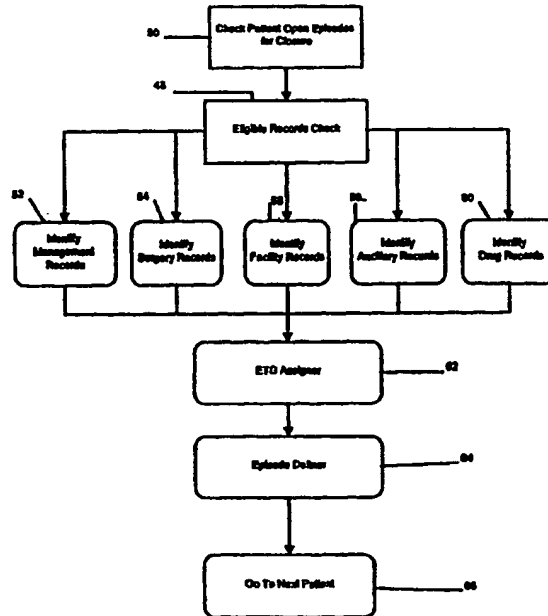 50
Check Patient Open Episodes
for Closure
48
Eligible Records Check
52
54
56
58
60
Identify
Management
Records
Identify
Surgery Records
Identify
Facility Records
Identify
Ancillary Records
Identify
Drug Records
ETG Assigner
62
Episode Definer
64
Go To Next Patient
66